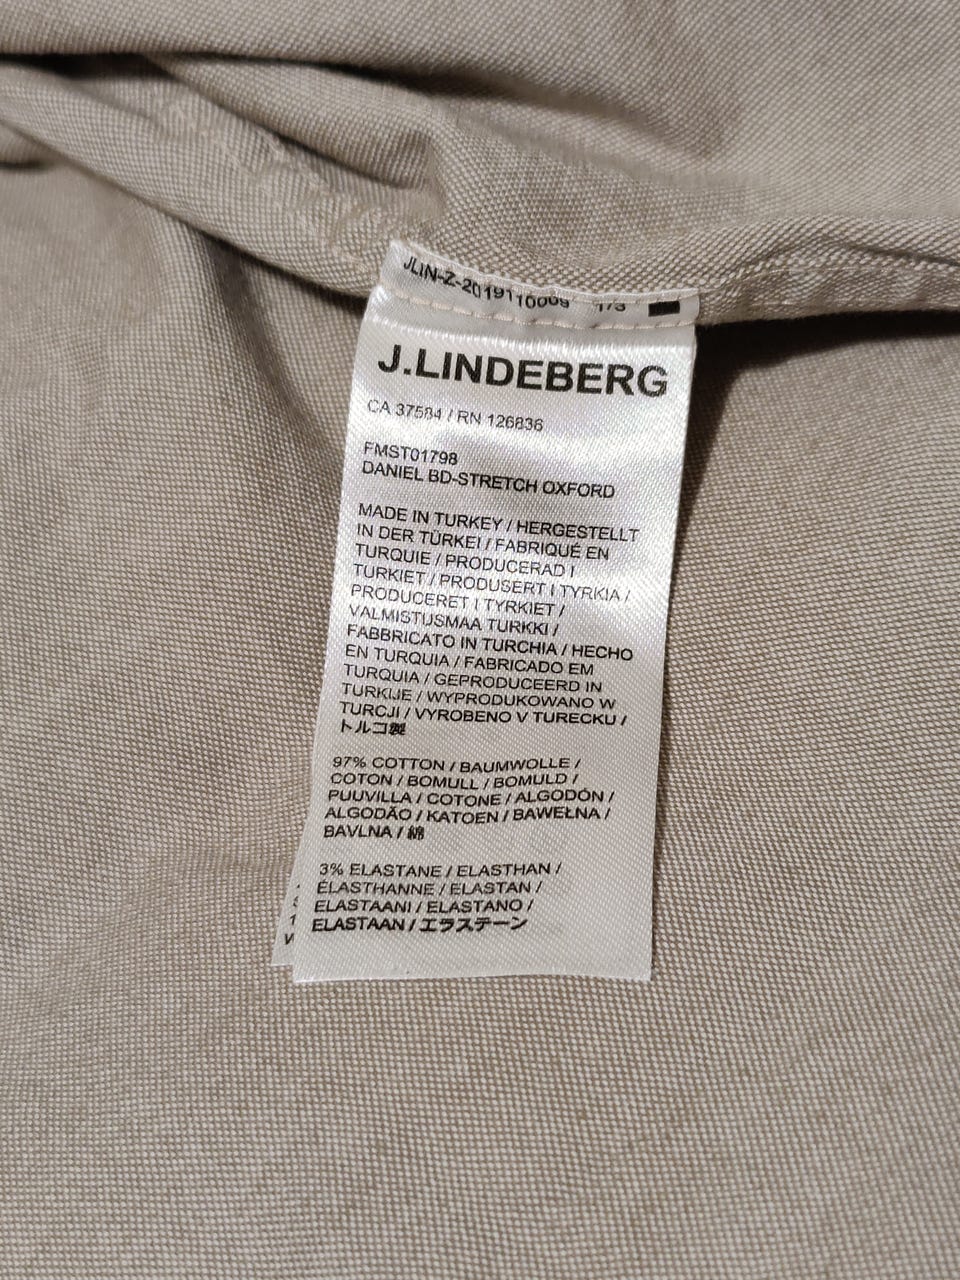 JLIN-Z-2019110009 1/3
J.LINDEBERG
CA 37584 / RN 126836
FMST01798
DANIEL BD-STRETCH OXFORD
MADE IN TURKEY / HERGESTELLT
IN DER TÜRKEI / FABRIQUÉ EN
TURQUIE / PRODUCERAD I
TURKIET / PRODUSERT I TYRKIA /
PRODUCERET I TYRKIET /
VALMISTUSMAA TURKKI /
FABBRICATO IN TURCHIA / HECHO
EN TURQUIA / FABRICADO EM
TURQUIA / GEPRODUCEERD IN
TURKIJE / WYPRODUKOWANO W
TURCJI / VYROBENO V TURECKU /
トルコ製
97% COTTON / BAUMWOLLE /
COTON / BOMULL / BOMULD /
PUUVILLA / COTONE / ALGODÓN /
ALGODÃO / KATOEN / BAWEŁNA /
BAVLNA / 綿
3% ELASTANE / ELASTHAN /
ÉLASTHANNE / ELASTAN /
ELASTAANI / ELASTANO /
ELASTAAN / エラステーン